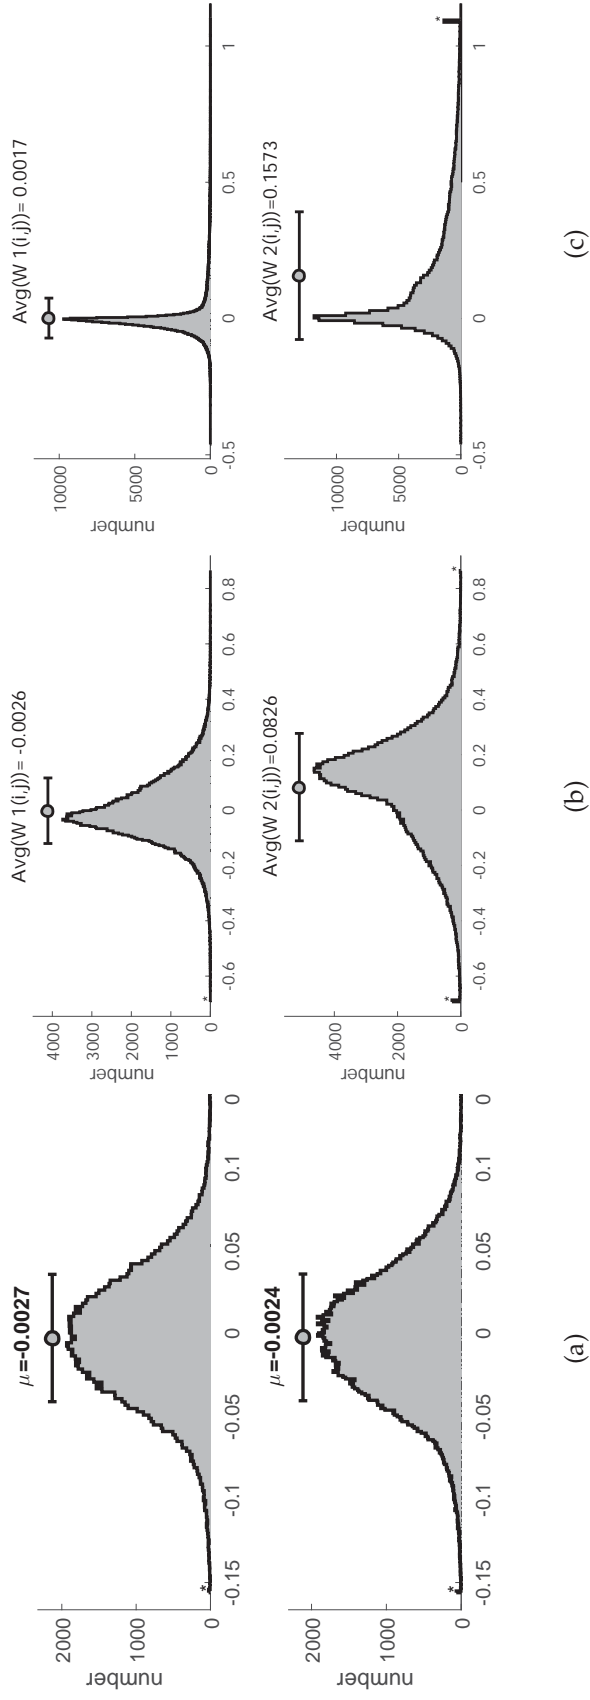 μ=-0.0027
number
2000
1000
0
*
-0.15 -0.1 -0.05 0 0.05 0.1 0
μ=-0.0024
number
2000
1000
0
*
-0.15 -0.1 -0.05 0 0.05 0.1 0
(a)
Avg(W 1(i,j))= -0.0026
number
4000
3000
2000
1000
0
*
-0.6 -0.4 -0.2 0 0.2 0.4 0.6 0.8
Avg(W 2(i,j))=0.0826
number
4000
2000
0
* *
-0.6 -0.4 -0.2 0 0.2 0.4 0.6 0.8
(b)
Avg(W 1(i,j))= 0.0017
number
10000
5000
0
-0.5 0 0.5 1
Avg(W 2(i,j))=0.1573
number
10000
5000
0
*
-0.5 0 0.5 1
(c)